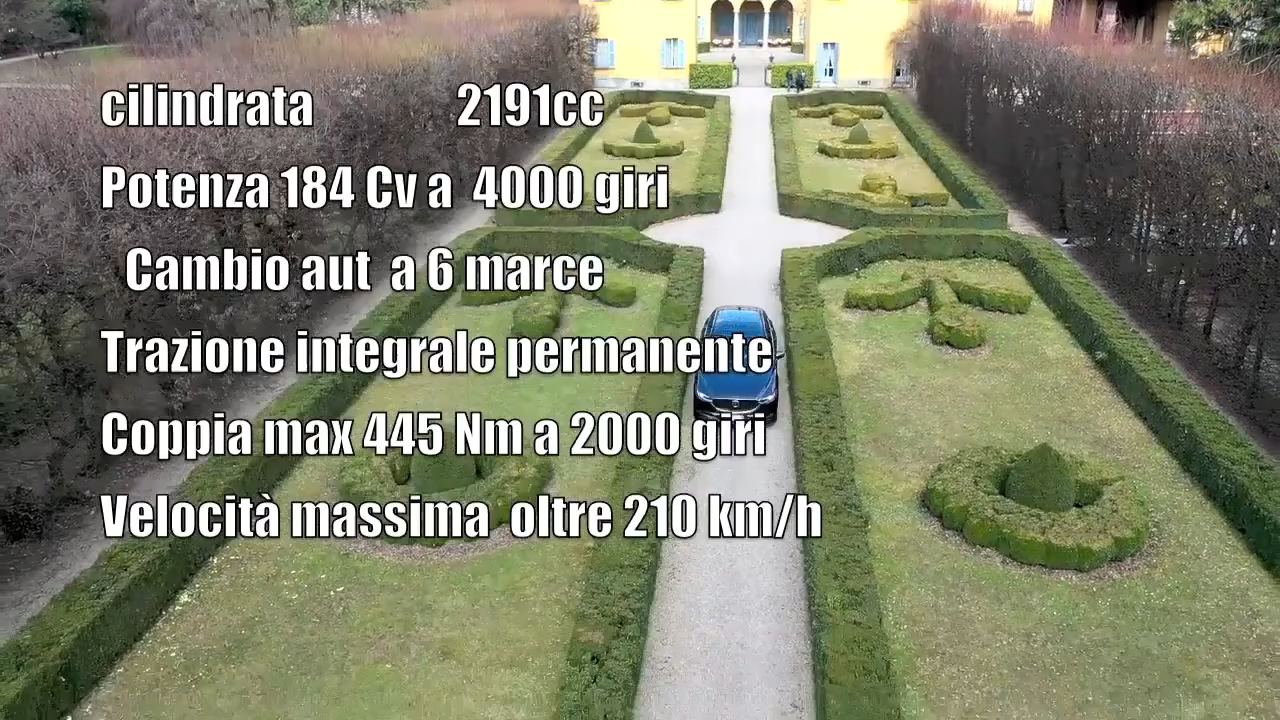 cilindrata 2191cc
Potenza 184 Cv a 4000 giri
Cambio aut a 6 marce
Trazione integrale permanente
Coppia max 445 Nm a 2000 giri
Velocità massima oltre 210 km/h